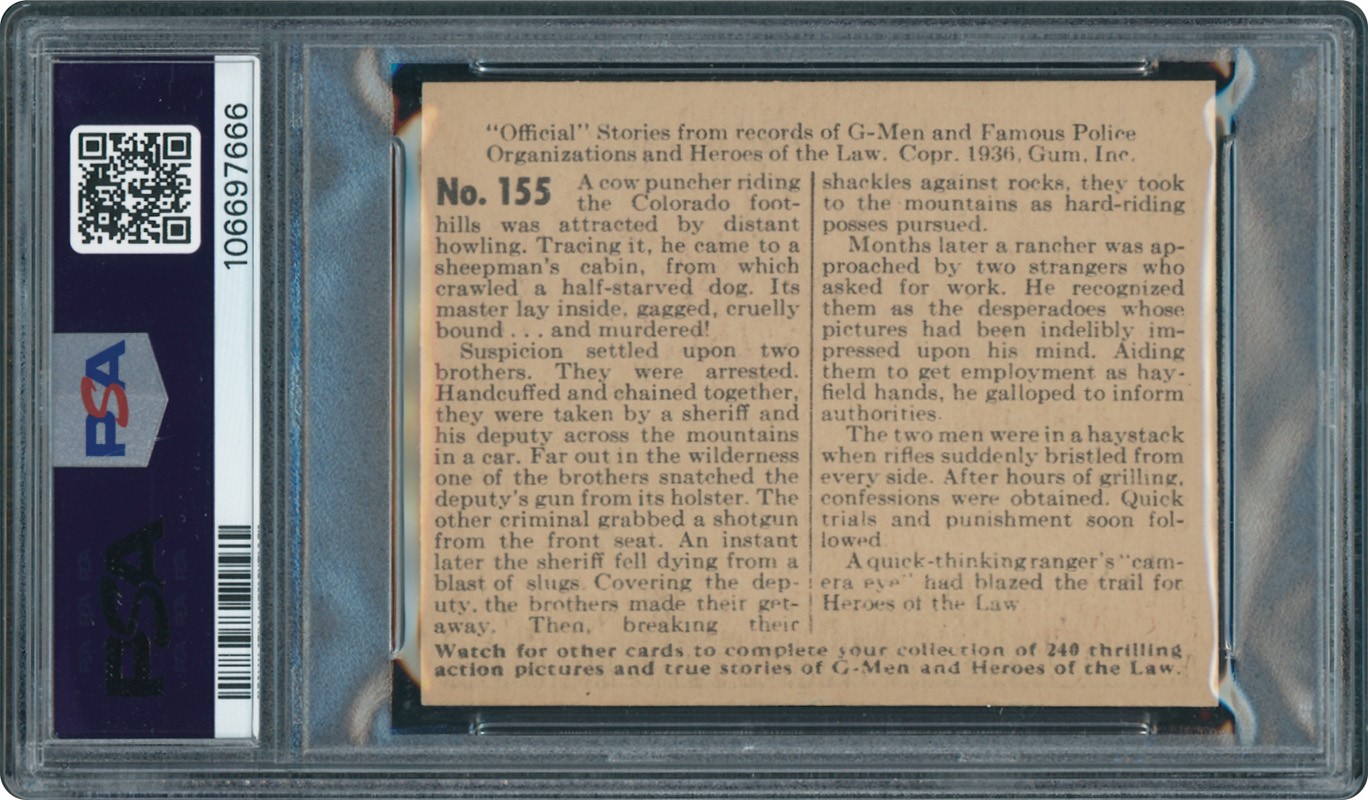 "Official" Stories from records of G-Men and Famous Police
Organizations and Heroes of the Law. Copr. 1936, Gum, Inc.
No. 155
A cow puncher riding
the Colorado foot-
hills was attracted by distant
howling. Tracing it, he came to a
sheepman's cabin, from which
crawled a half-starved dog. Its
master lay inside, gagged, cruelly
bound . . . and murdered!
Suspicion settled upon two
brothers. They were arrested.
Handcuffed and chained together,
they were taken by a sheriff and
his deputy across the mountains
in a car. Far out in the wilderness
one of the brothers snatched the
deputy's gun from its holster. The
other criminal grabbed a shotgun
from the front seat. An instant
later the sheriff fell dying from a
blast of slugs. Covering the dep-
uty, the brothers made their get-
away. Then, breaking their
shackles against rocks, they took
to the mountains as hard-riding
posses pursued.
Months later a rancher was ap-
proached by two strangers who
asked for work. He recognized
them as the desperadoes whose
pictures had been indelibly im-
pressed upon his mind. Aiding
them to get employment as hay-
field hands, he galloped to inform
authorities.
The two men were in a haystack
when rifles suddenly bristled from
every side. After hours of grilling,
confessions were obtained. Quick
trials and punishment soon fol-
lowed.
A quick-thinking ranger's "cam-
era eye" had blazed the trail for
Heroes of the Law
Watch for other cards to complete your collection of 240 thrilling
action pictures and true stories of G-Men and Heroes of the Law.
106697666
PSA
PSA